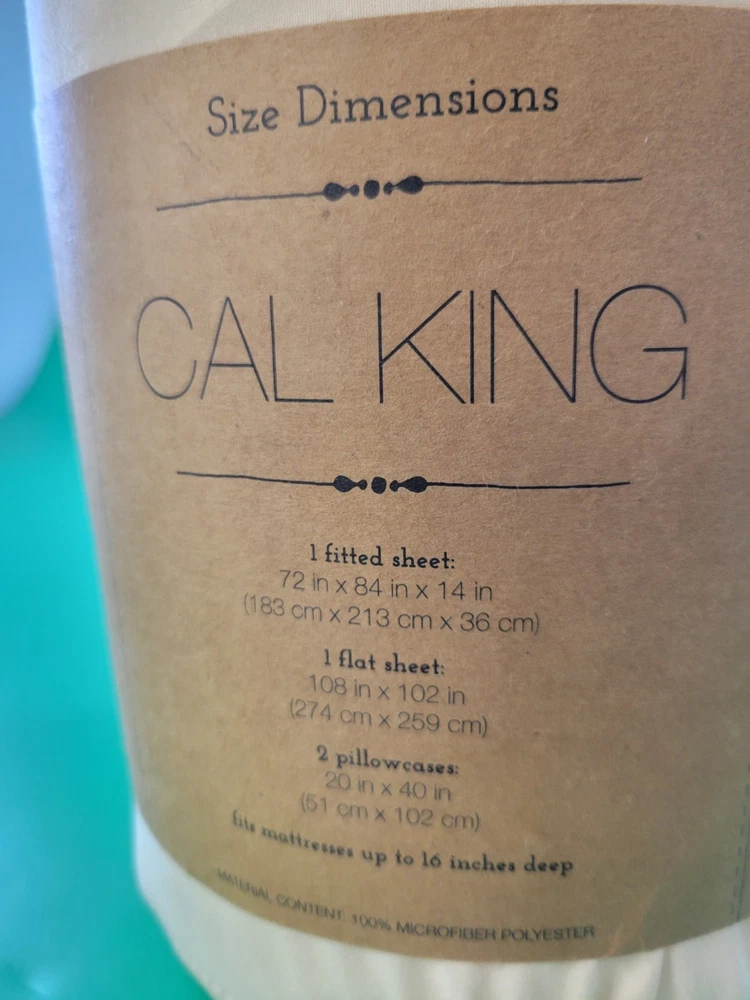 Size Dimensions
CAL KING
1 fitted sheet:
72 in x 84 in x 14 in
(183 cm x 213 cm x 36 cm)
1 flat sheet:
108 in x 102 in
(274 cm x 259 cm)
2 pillowcases:
20 in x 40 in
(51 cm x 102 cm)
fits mattresses up to 16 inches deep
MATERIAL CONTENT: 100% MICROFIBER POLYESTER